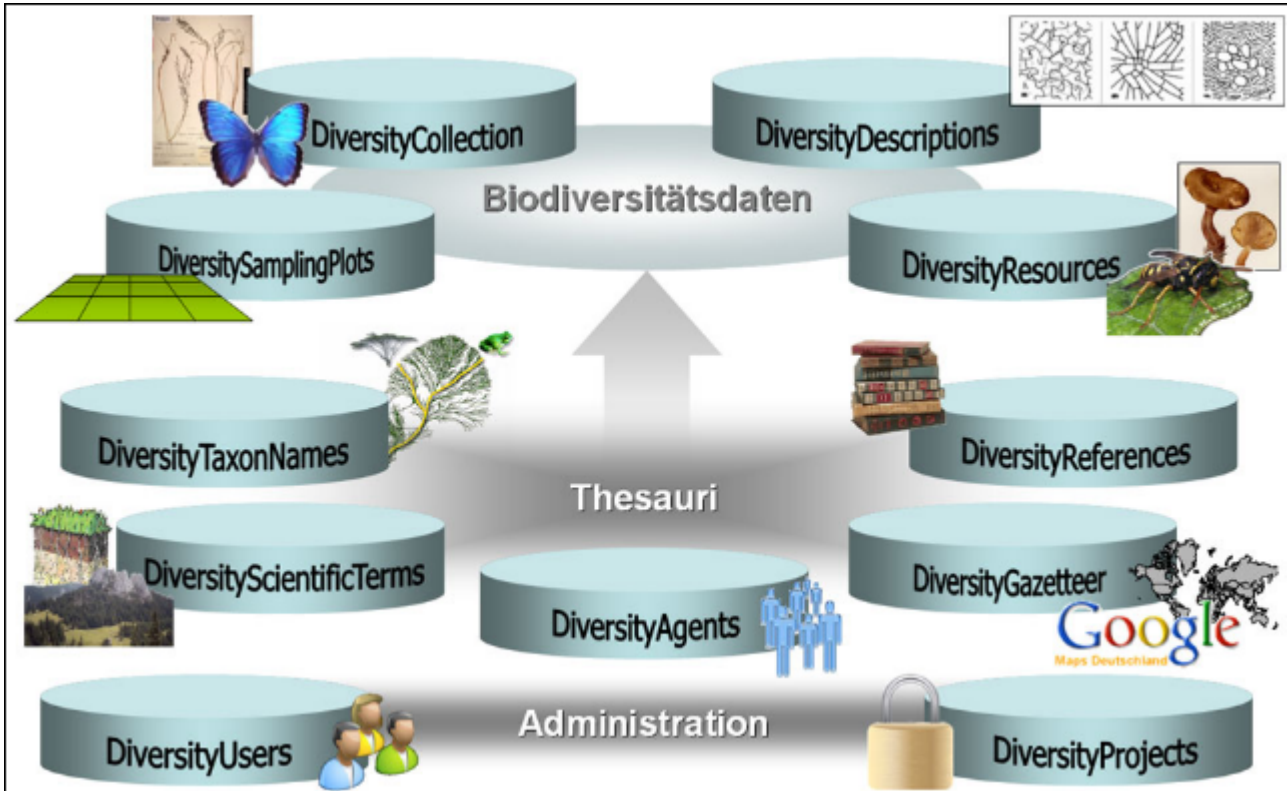 DiversityCollection
DiversityDescriptions
Biodiversitätsdaten
DiversitySamplingPlots
DiversityResources
DiversityTaxonNames
DiversityReferences
Thesauri
DiversityScientificTerms
DiversityGazetteer
DiversityAgents
Google
Maps Deutschland
Administration
DiversityUsers
DiversityProjects